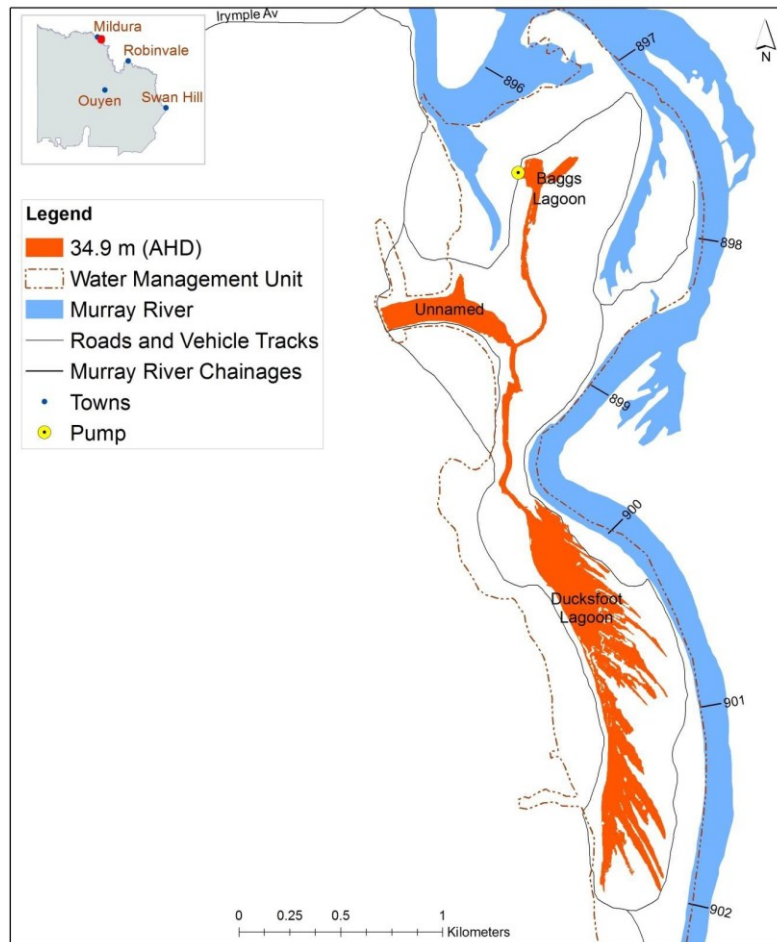 Irymple Av
Mildura
Robinvale
Ouyen
Swan Hill
N
897
896
Baggs
Lagoon
898
Legend
34.9 m (AHD)
Water Management Unit
Murray River
Roads and Vehicle Tracks
Murray River Chainages
Towns
Pump
Unnamed
899
900
Ducksfoot
Lagoon
901
902
0 0.25 0.5 1
Kilometers